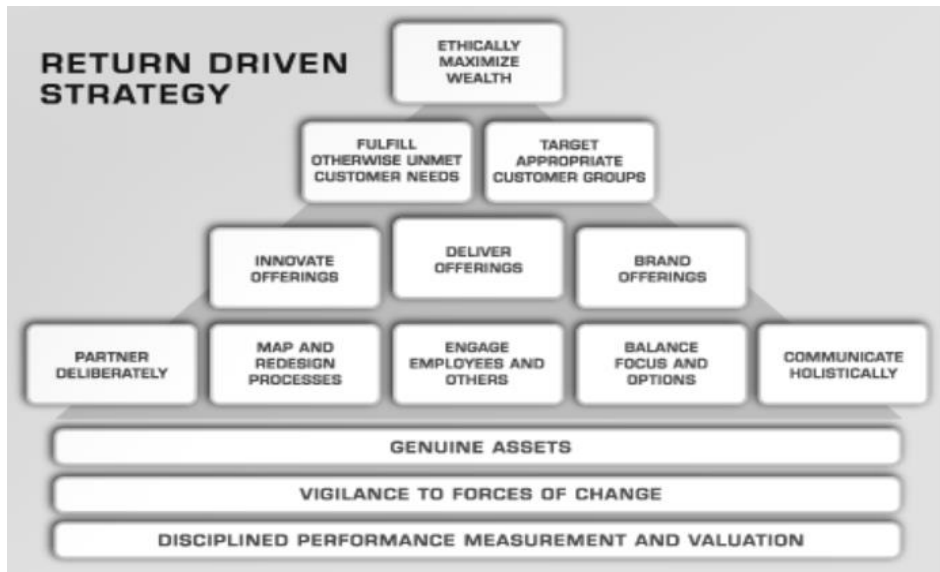 RETURN DRIVEN
STRATEGY
ETHICALLY
MAXIMIZE
WEALTH
FULFILL
OTHERWISE UNMET
CUSTOMER NEEDS
TARGET
APPROPRIATE
CUSTOMER GROUPS
INNOVATE
OFFERINGS
DELIVER
OFFERINGS
BRAND
OFFERINGS
PARTNER
DELIBERATELY
MAP AND
REDESIGN
PROCESSES
ENGAGE
EMPLOYEES AND
OTHERS
BALANCE
FOCUS AND
OPTIONS
COMMUNICATE
HOLISTICALLY
GENUINE ASSETS
VIGILANCE TO FORCES OF CHANGE
DISCIPLINED PERFORMANCE MEASUREMENT AND VALUATION